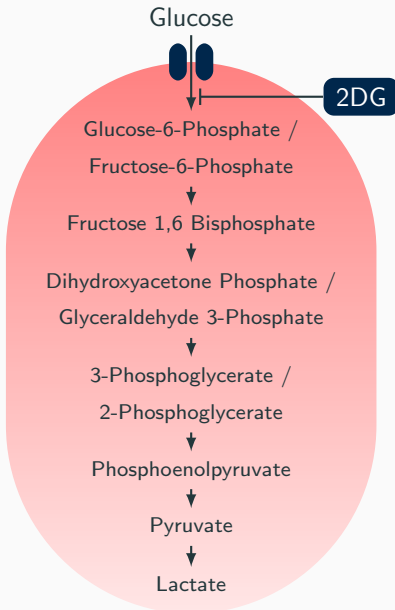 Glucose
2DG
Glucose-6-Phosphate /
Fructose-6-Phosphate
Fructose 1,6 Bisphosphate
Dihydroxyacetone Phosphate /
Glyceraldehyde 3-Phosphate
3-Phosphoglycerate /
2-Phosphoglycerate
Phosphoenolpyruvate
Pyruvate
Lactate